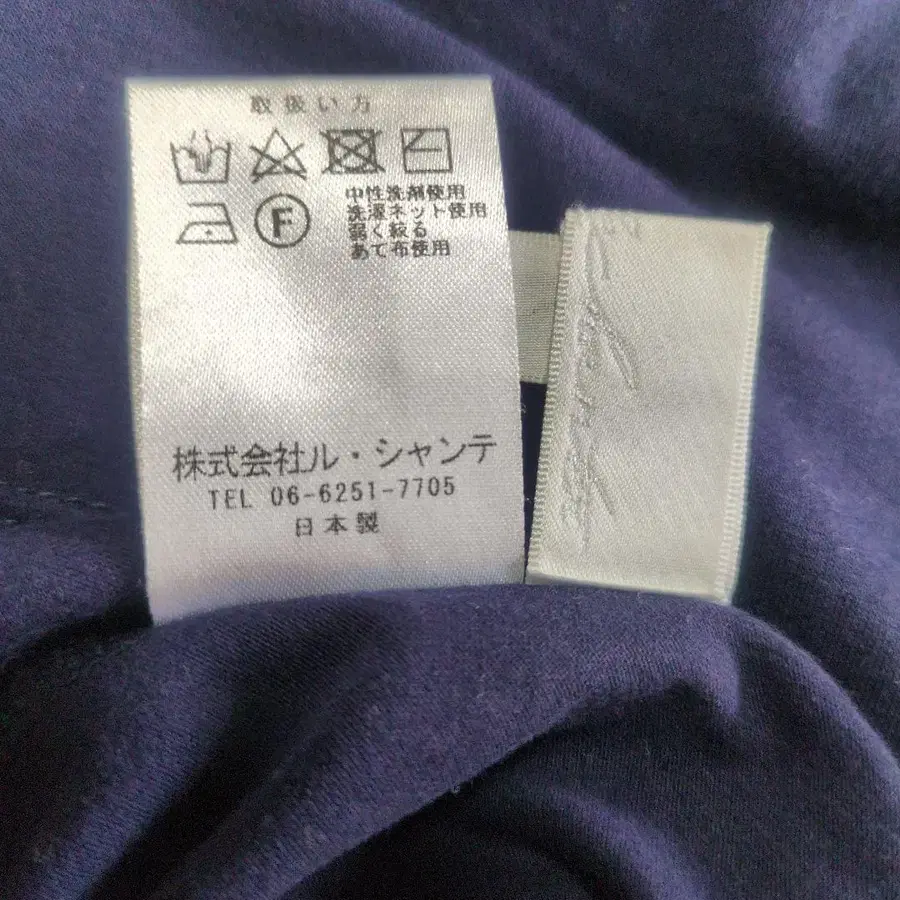 取扱い方
F
中性洗剤使用
洗濯ネット使用
弱く絞る
あて布使用
株式会社ル・シャンテ
TEL 06-6251-7705
日本製